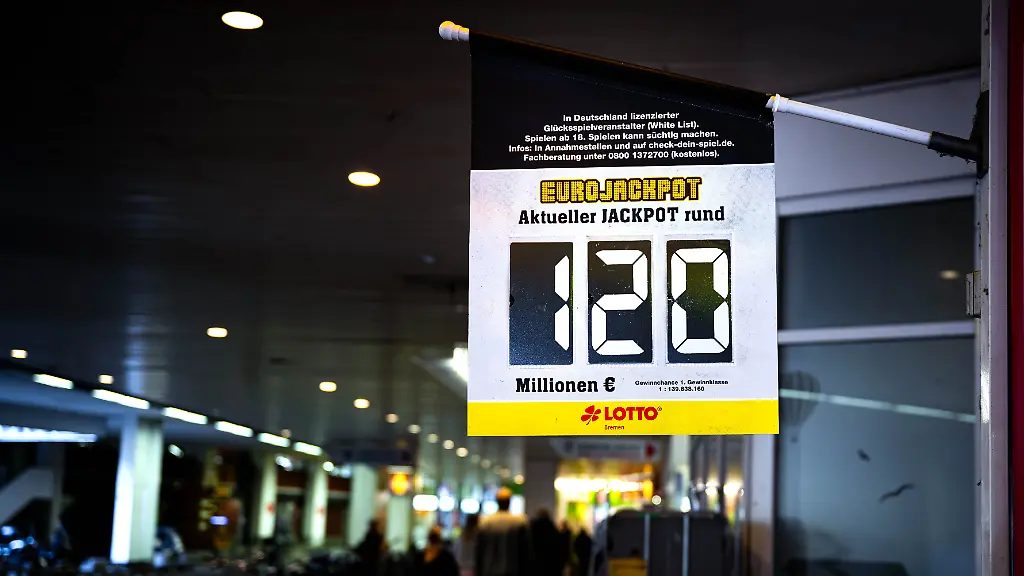 In Deutschland lizenzierter
Glücksspielveranstalter (White List).
Spielen ab 18. Spielen kann süchtig machen.
Infos: In Annahmestellen und auf check-dein-spiel.de.
Fachberatung unter 0800 1372700 (kostenlos).
EUROJACKPOT
Aktueller JACKPOT rund
120
Millionen €
Gewinnchance 1. Gewinnklasse
1 : 139.838.160
LOTTO
Bremen